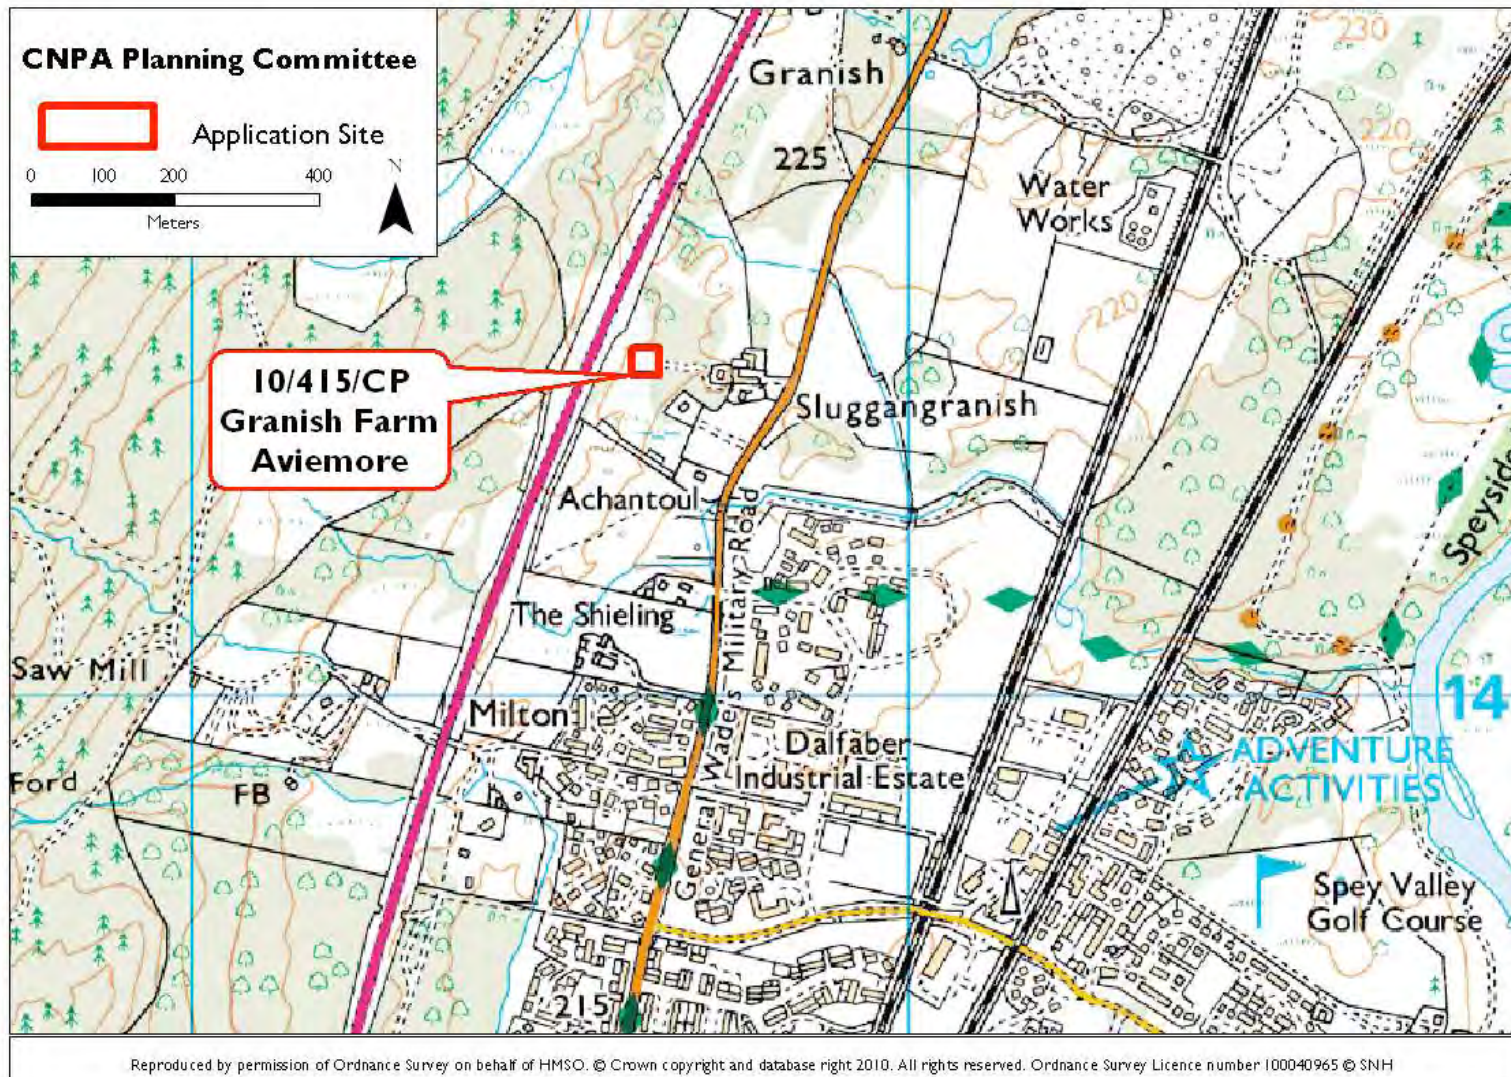 CNPA Planning Committee
Application Site
0 100 200 400
Meters
N
Granish
225
230
220
Water
Works
220
10/415/CP
Granish Farm
Aviemore
Sluggangranish
Achantoul
Speyside
General Wade's Military Road
The Shieling
Saw Mill
Milton
14
Dalfaber
Industrial Estate
ADVENTURE
ACTIVITIES
Ford
FB
Spey Valley
Golf Course
215
Reproduced by permission of Ordnance Survey on behalf of HMSO. © Crown copyright and database right 2010. All rights reserved. Ordnance Survey Licence number 100040965 © SNH